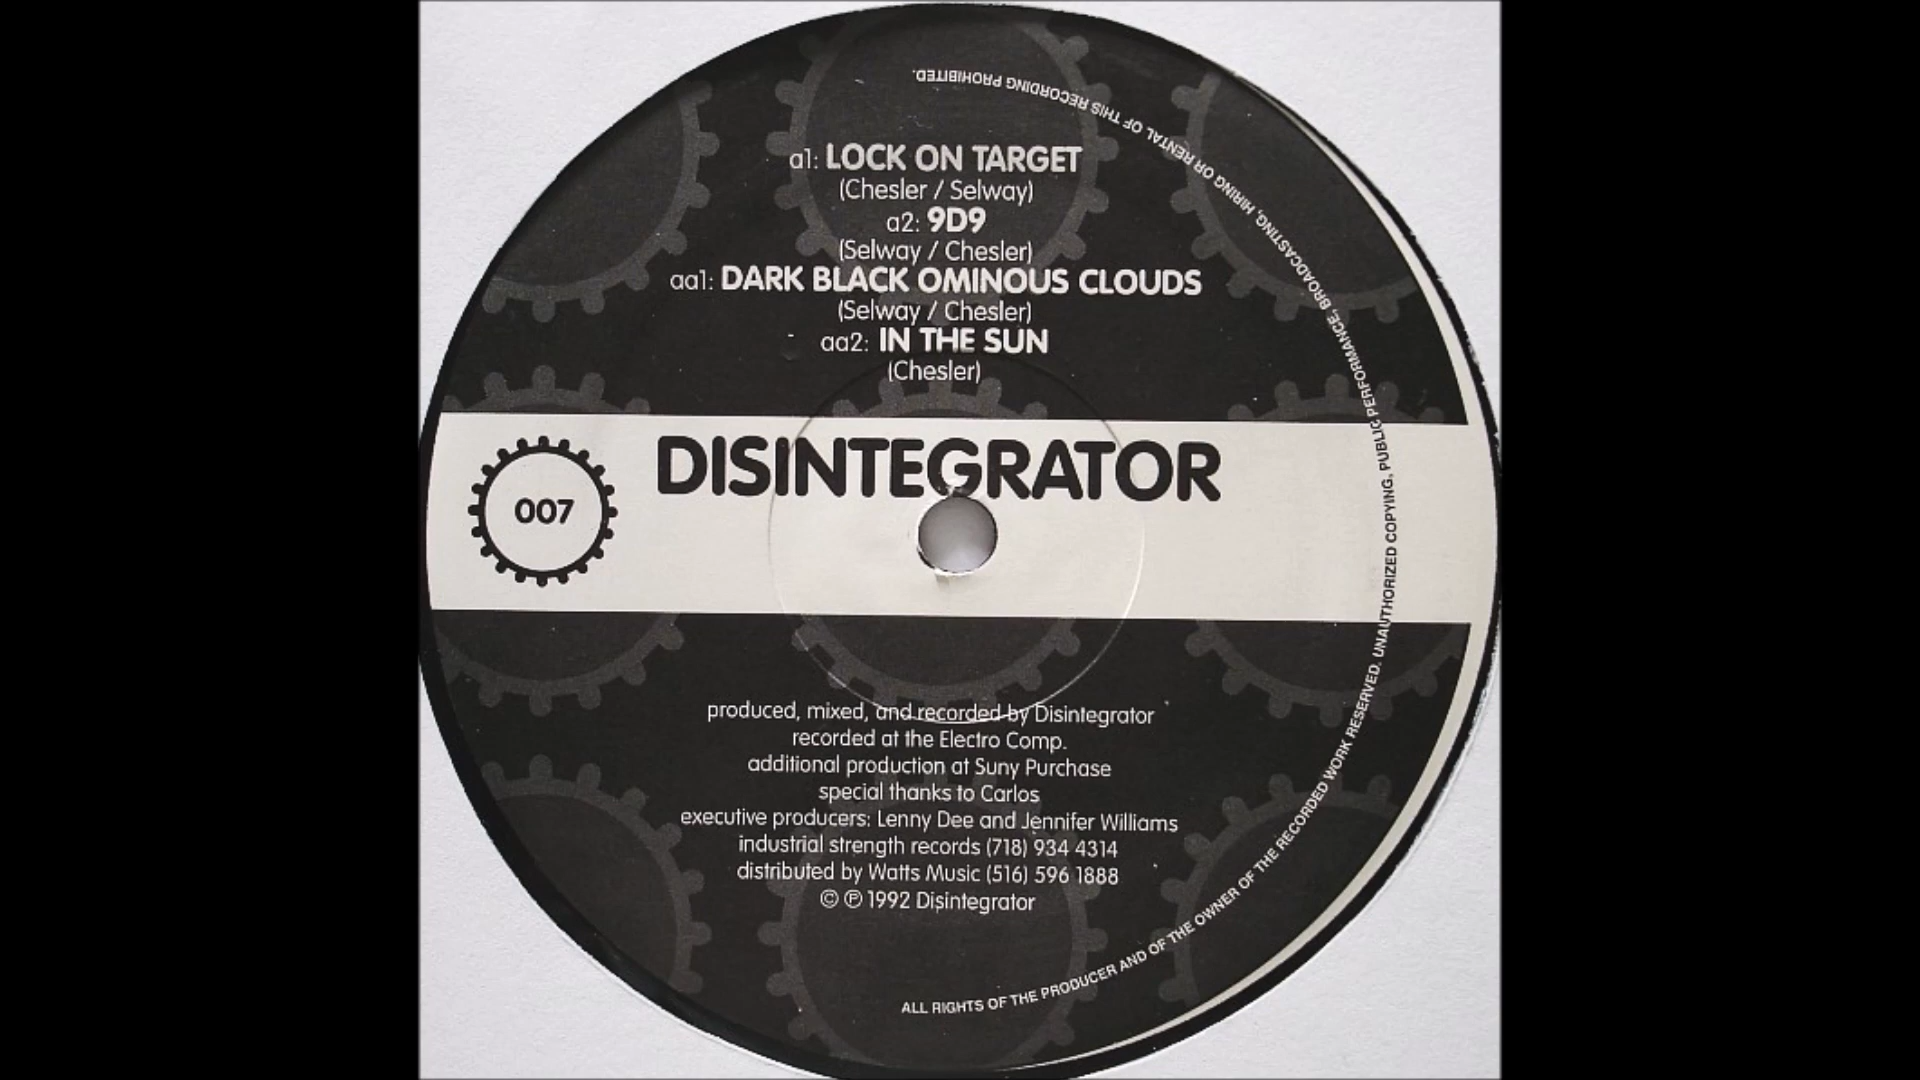 a1: LOCK ON TARGET
(Chesler / Selway)
a2: 9D9
(Selway / Chesler)
aa1: DARK BLACK OMINOUS CLOUDS
(Selway / Chesler)
aa2: IN THE SUN
(Chesler)
007
DISINTEGRATOR
produced, mixed, and recorded by Disintegrator
recorded at the Electro Comp.
additional production at Suny Purchase
special thanks to Carlos
executive producers: Lenny Dee and Jennifer Williams
industrial strength records (718) 934 4314
distributed by Watts Music (516) 596 1888
© ℗ 1992 Disintegrator
ALL RIGHTS OF THE PRODUCER AND OF THE OWNER OF THE RECORDED WORK RESERVED. UNAUTHORIZED COPYING, PUBLIC PERFORMANCE, BROADCASTING, HIRING OR RENTAL OF THIS RECORDING PROHIBITED.